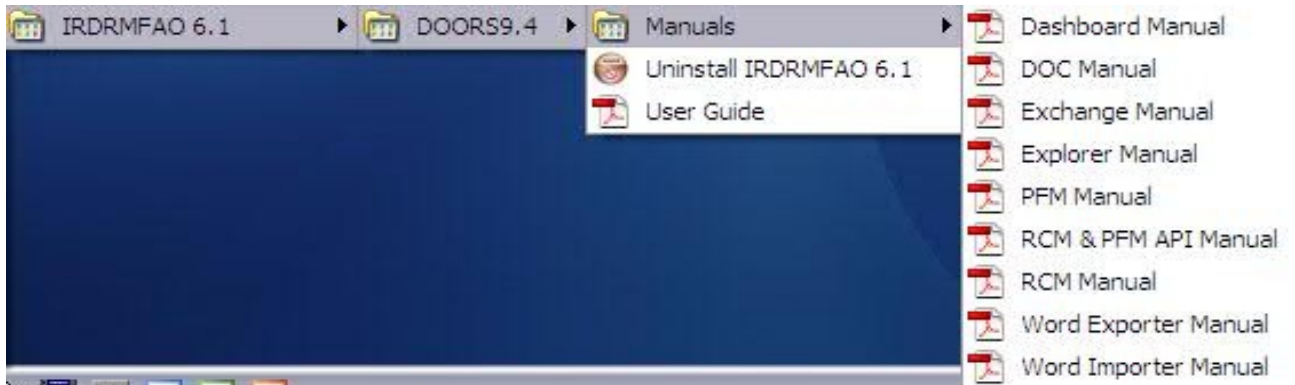 IRDRMFAO 6.1
DOORS9.4
Manuals
Uninstall IRDRMFAO 6.1
User Guide
Dashboard Manual
DOC Manual
Exchange Manual
Explorer Manual
PFM Manual
RCM & PFM API Manual
RCM Manual
Word Exporter Manual
Word Importer Manual